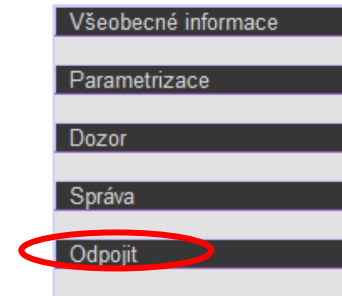 Všeobecné informace
Parametrizace
Dozor
Správa
Odpojit